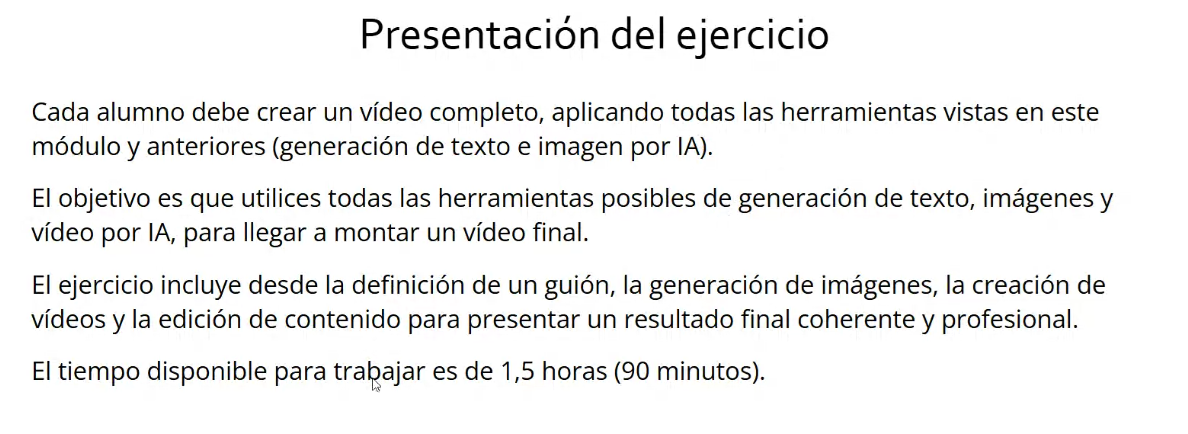 Presentación del ejercicio
Cada alumno debe crear un vídeo completo, aplicando todas las herramientas vistas en este
módulo y anteriores (generación de texto e imagen por IA).
El objetivo es que utilices todas las herramientas posibles de generación de texto, imágenes y
vídeo por IA, para llegar a montar un vídeo final.
El ejercicio incluye desde la definición de un guión, la generación de imágenes, la creación de
vídeos y la edición de contenido para presentar un resultado final coherente y profesional.
El tiempo disponible para trabajar es de 1,5 horas (90 minutos).